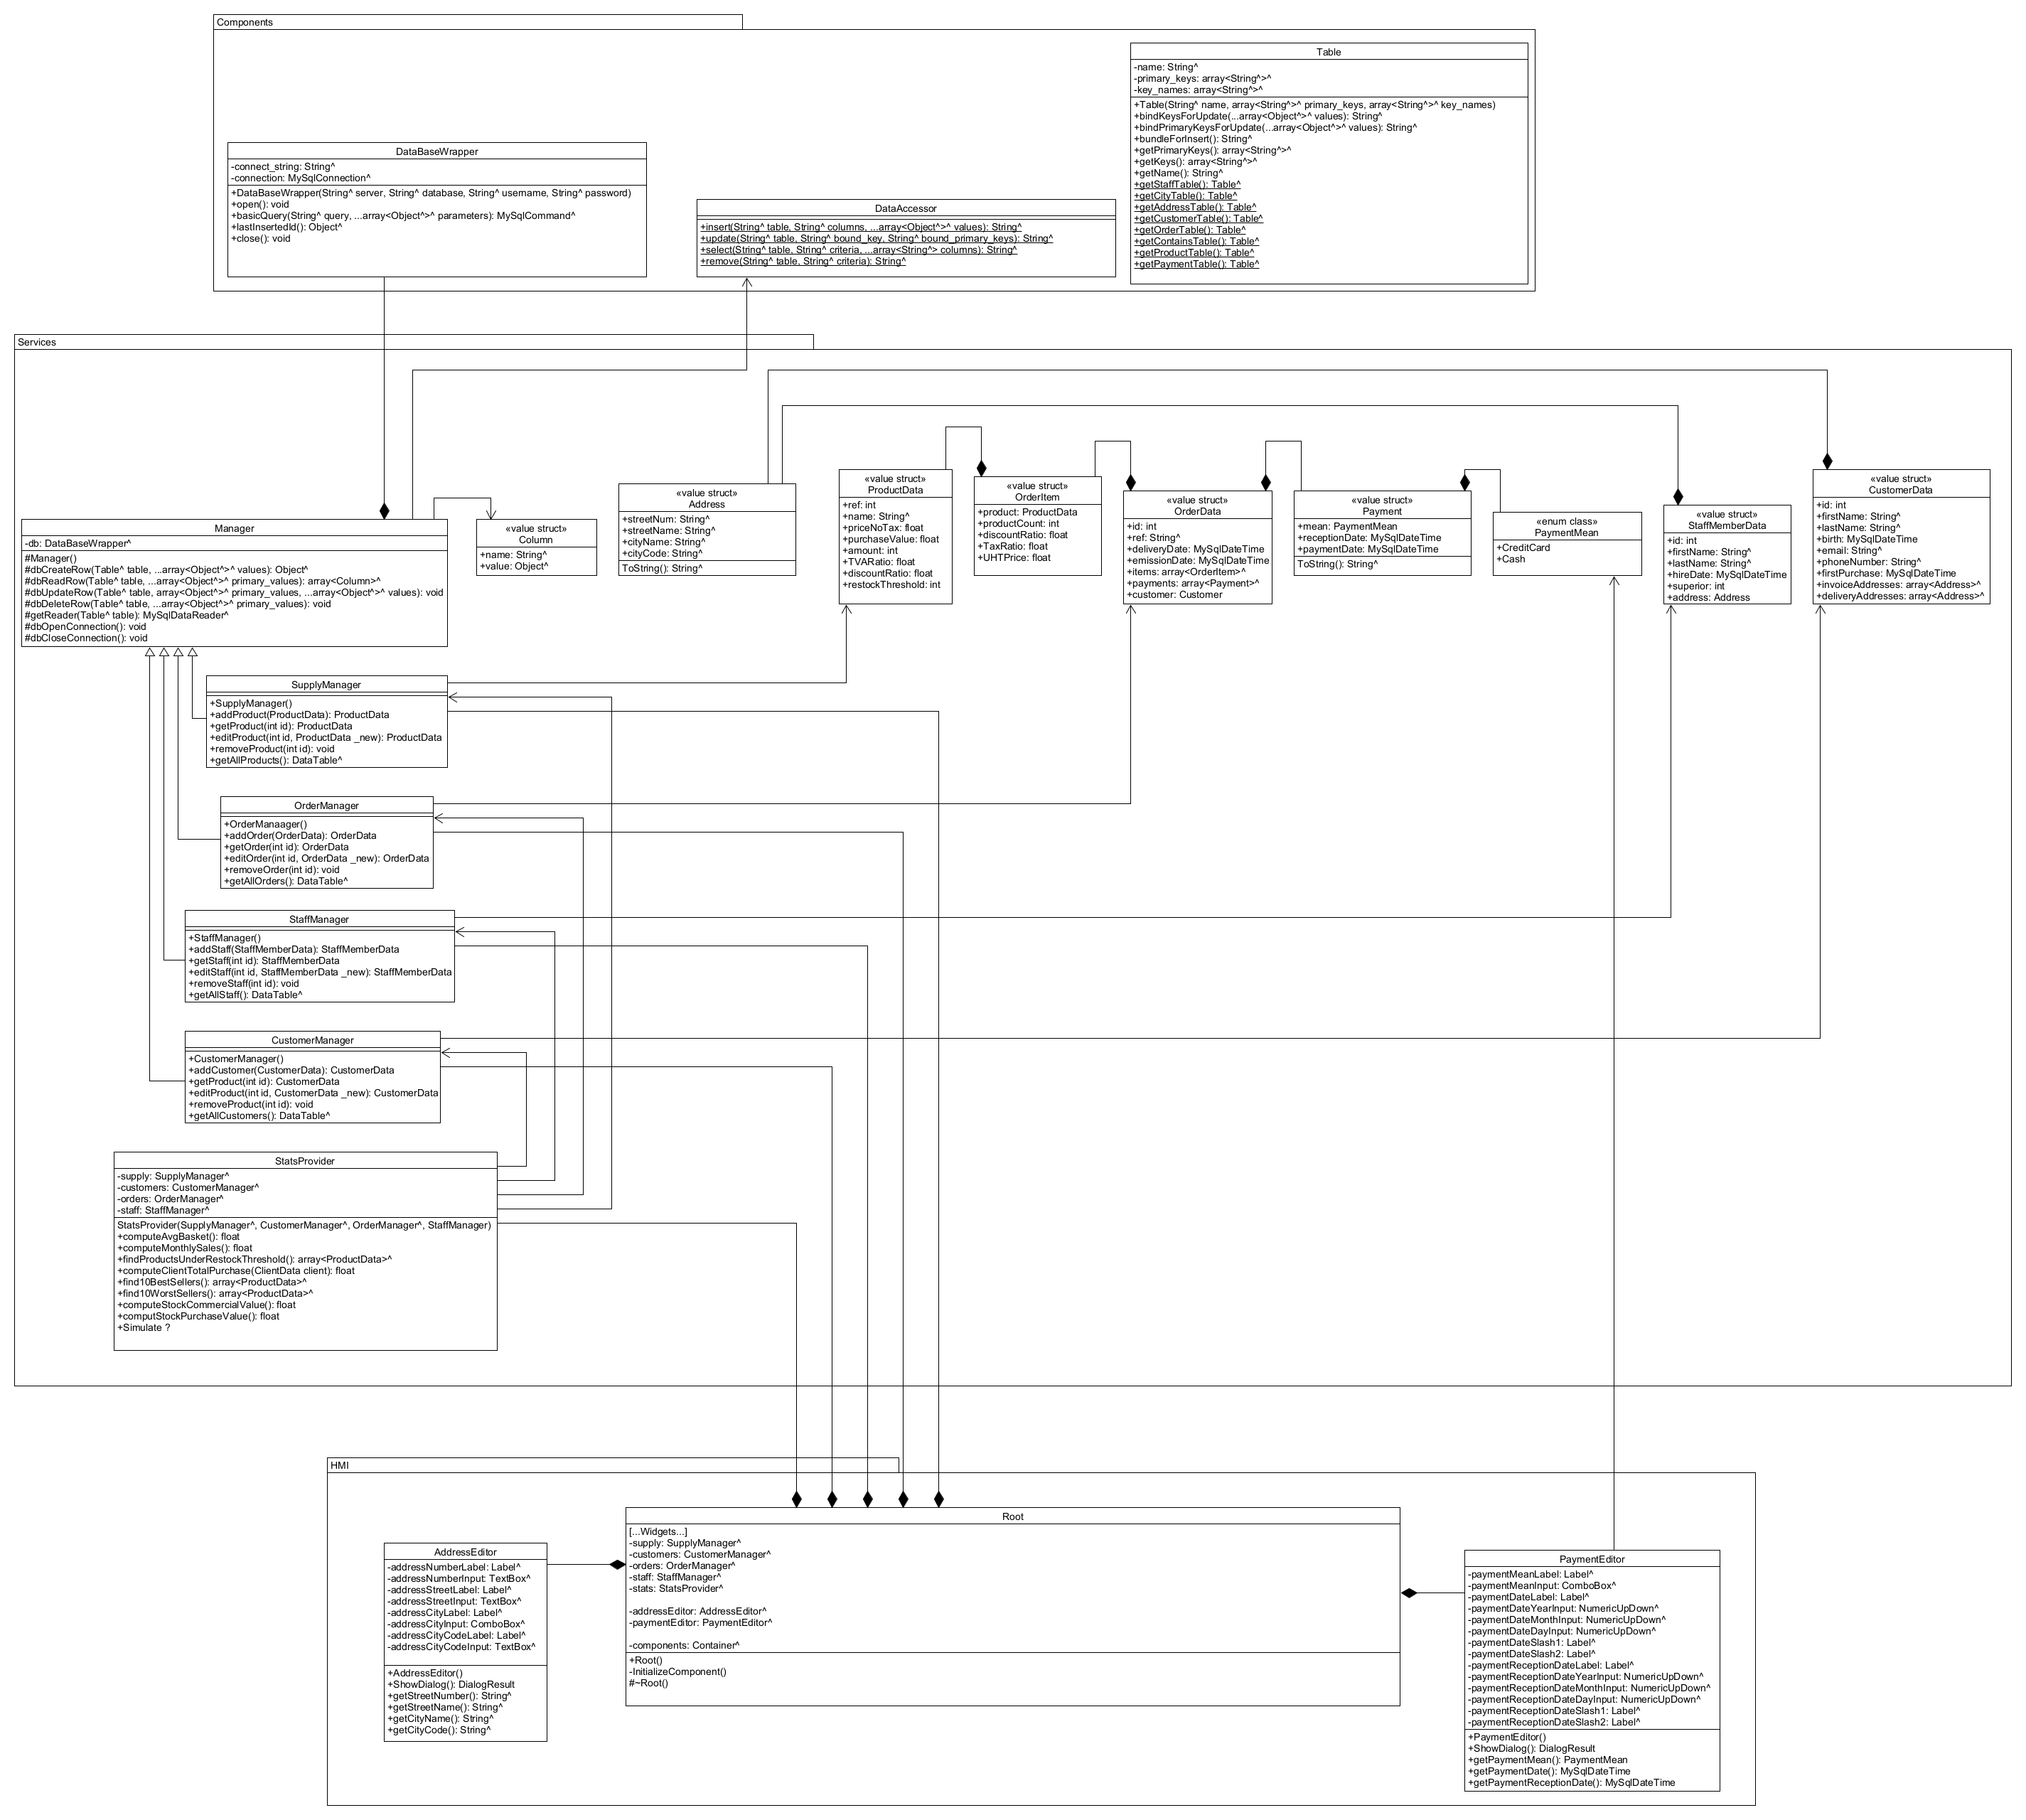 Components
Table
-name: String^
-primary_keys: array<String^>^
-key_names: array<String^>^
+Table(String^ name, array<String^>^ primary_keys, array<String^>^ key_names)
+bindKeysForUpdate(...array<Object^>^ values): String^
+bindPrimaryKeysForUpdate(...array<Object^>^ values): String^
+bundleForInsert(): String^
+getPrimaryKeys(): array<String^>^
+getKeys(): array<String^>^
+getName(): String^
+getStaffTable(): Table^
+getCityTable(): Table^
+getAddressTable(): Table^
+getCustomerTable(): Table^
+getOrderTable(): Table^
+getContainsTable(): Table^
+getProductTable(): Table^
+getPaymentTable(): Table^
DataBaseWrapper
-connect_string: String^
-connection: MySqlConnection^
+DataBaseWrapper(String^ server, String^ database, String^ username, String^ password)
+open(): void
+basicQuery(String^ query, ...array<Object^>^ parameters): MySqlCommand^
+lastInsertedId(): Object^
+close(): void
DataAccessor
+insert(String^ table, String^ columns, ...array<Object^>^ values): String^
+update(String^ table, String^ bound_key, String^ bound_primary_keys): String^
+select(String^ table, String^ criteria, ...array<String^> columns): String^
+remove(String^ table, String^ criteria): String^
Services
Manager
-db: DataBaseWrapper^
#Manager()
#dbCreateRow(Table^ table, ...array<Object^>^ values): Object^
#dbReadRow(Table^ table, ...array<Object^>^ primary_values): array<Column>^
#dbUpdateRow(Table^ table, array<Object^>^ primary_values, ...array<Object^>^ values): void
#dbDeleteRow(Table^ table, ...array<Object^>^ primary_values): void
#getReader(Table^ table): MySqlDataReader^
#dbOpenConnection(): void
#dbCloseConnection(): void
«value struct»
Column
+name: String^
+value: Object^
«value struct»
Address
+streetNum: String^
+streetName: String^
+cityName: String^
+cityCode: String^
ToString(): String^
«value struct»
ProductData
+ref: int
+name: String^
+priceNoTax: float
+purchaseValue: float
+amount: int
+TVARatio: float
+discountRatio: float
+restockThreshold: int
«value struct»
OrderItem
+product: ProductData
+productCount: int
+discountRatio: float
+TaxRatio: float
+UHTPrice: float
«value struct»
OrderData
+id: int
+ref: String^
+deliveryDate: MySqlDateTime
+emissionDate: MySqlDateTime
+items: array<OrderItem>^
+payments: array<Payment>^
+customer: Customer
«value struct»
Payment
+mean: PaymentMean
+receptionDate: MySqlDateTime
+paymentDate: MySqlDateTime
ToString(): String^
«enum class»
PaymentMean
+CreditCard
+Cash
«value struct»
StaffMemberData
+id: int
+firstName: String^
+lastName: String^
+hireDate: MySqlDateTime
+superior: int
+address: Address
«value struct»
CustomerData
+id: int
+firstName: String^
+lastName: String^
+birth: MySqlDateTime
+email: String^
+phoneNumber: String^
+firstPurchase: MySqlDateTime
+invoiceAddresses: array<Address>^
+deliveryAddresses: array<Address>^
SupplyManager
+SupplyManager()
+addProduct(ProductData): ProductData
+getProduct(int id): ProductData
+editProduct(int id, ProductData _new): ProductData
+removeProduct(int id): void
+getAllProducts(): DataTable^
OrderManager
+OrderManaager()
+addOrder(OrderData): OrderData
+getOrder(int id): OrderData
+editOrder(int id, OrderData _new): OrderData
+removeOrder(int id): void
+getAllOrders(): DataTable^
StaffManager
+StaffManager()
+addStaff(StaffMemberData): StaffMemberData
+getStaff(int id): StaffMemberData
+editStaff(int id, StaffMemberData _new): StaffMemberData
+removeStaff(int id): void
+getAllStaff(): DataTable^
CustomerManager
+CustomerManager()
+addCustomer(CustomerData): CustomerData
+getProduct(int id): CustomerData
+editProduct(int id, CustomerData _new): CustomerData
+removeProduct(int id): void
+getAllCustomers(): DataTable^
StatsProvider
-supply: SupplyManager^
-customers: CustomerManager^
-orders: OrderManager^
-staff: StaffManager^
StatsProvider(SupplyManager^, CustomerManager^, OrderManager^, StaffManager)
+computeAvgBasket(): float
+computeMonthlySales(): float
+findProductsUnderRestockThreshold(): array<ProductData>^
+computeClientTotalPurchase(ClientData client): float
+find10BestSellers(): array<ProductData>^
+find10WorstSellers(): array<ProductData>^
+computeStockCommercialValue(): float
+computStockPurchaseValue(): float
+Simulate ?
HMI
AddressEditor
-addressNumberLabel: Label^
-addressNumberInput: TextBox^
-addressStreetLabel: Label^
-addressStreetInput: TextBox^
-addressCityLabel: Label^
-addressCityInput: ComboBox^
-addressCityCodeLabel: Label^
-addressCityCodeInput: TextBox^
+AddressEditor()
+ShowDialog(): DialogResult
+getStreetNumber(): String^
+getStreetName(): String^
+getCityName(): String^
+getCityCode(): String^
Root
[...Widgets...]
-supply: SupplyManager^
-customers: CustomerManager^
-orders: OrderManager^
-staff: StaffManager^
-stats: StatsProvider^
-addressEditor: AddressEditor^
-paymentEditor: PaymentEditor^
-components: Container^
+Root()
-InitializeComponent()
#~Root()
PaymentEditor
-paymentMeanLabel: Label^
-paymentMeanInput: ComboBox^
-paymentDateLabel: Label^
-paymentDateYearInput: NumericUpDown^
-paymentDateMonthInput: NumericUpDown^
-paymentDateDayInput: NumericUpDown^
-paymentDateSlash1: Label^
-paymentDateSlash2: Label^
-paymentReceptionDateLabel: Label^
-paymentReceptionDateYearInput: NumericUpDown^
-paymentReceptionDateMonthInput: NumericUpDown^
-paymentReceptionDateDayInput: NumericUpDown^
-paymentReceptionDateSlash1: Label^
-paymentReceptionDateSlash2: Label^
+PaymentEditor()
+ShowDialog(): DialogResult
+getPaymentMean(): PaymentMean
+getPaymentDate(): MySqlDateTime
+getPaymentReceptionDate(): MySqlDateTime